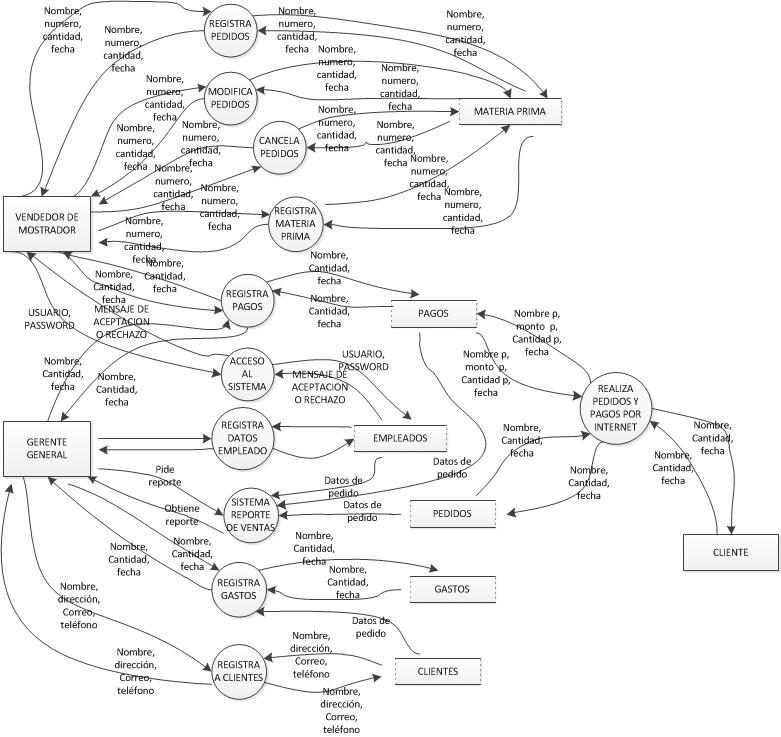 Nombre,
numero,
cantidad,
fecha
REGISTRA
PEDIDOS
Nombre,
numero,
cantidad,
fecha
Nombre,
numero,
cantidad,
fecha
Nombre,
numero,
cantidad,
fecha
Nombre,
numero,
cantidad,
fecha
MODIFICA
PEDIDOS
Nombre,
numero,
cantidad,
fecha
Nombre,
numero,
cantidad,
fecha
MATERIA PRIMA
Nombre,
numero,
cantidad,
fecha
Nombre,
numero,
cantidad,
fecha
CANCELA
PEDIDOS
Nombre,
numero,
cantidad,
fecha
Nombre,
numero,
cantidad,
fecha
Nombre,
numero,
cantidad,
fecha
Nombre,
numero,
cantidad,
fecha
Nombre,
numero,
cantidad,
fecha
Nombre,
numero,
cantidad,
fecha
VENDEDOR DE
MOSTRADOR
REGISTRA
MATERIA
PRIMA
Nombre,
numero,
cantidad,
fecha
Nombre,
Cantidad,
fecha
Nombre,
Cantidad,
fecha
REGISTRA
PAGOS
Nombre,
Cantidad,
fecha
Nombre,
Cantidad,
fecha
PAGOS
USUARIO,
PASSWORD
MENSAJE DE
ACEPTACION
O RECHAZO
Nombre p,
monto p,
Cantidad p,
fecha
Nombre p,
monto p,
Cantidad p,
fecha
Nombre,
Cantidad,
fecha
Nombre,
Cantidad,
fecha
ACCESO
AL
SISTEMA
USUARIO,
PASSWORD
MENSAJE DE
ACEPTACION
O RECHAZO
REALIZA
PEDIDOS Y
PAGOS POR
INTERNET
GERENTE
GENERAL
REGISTRA
DATOS
EMPLEADO
EMPLEADOS
Nombre,
Cantidad,
fecha
Nombre,
Cantidad,
fecha
Nombre,
Cantidad,
fecha
Nombre,
Cantidad,
fecha
Pide
reporte
Datos de
pedido
Datos de
pedido
Obtiene
reporte
SISTEMA
REPORTE
DE VENTAS
Datos de
pedido
PEDIDOS
CLIENTE
Nombre,
Cantidad,
fecha
Nombre,
Cantidad,
fecha
Nombre,
Cantidad,
fecha
REGISTRA
GASTOS
Nombre,
Cantidad,
fecha
GASTOS
Nombre,
dirección,
Correo,
teléfono
Datos de
pedido
Nombre,
dirección,
Correo,
teléfono
REGISTRA
A CLIENTES
Nombre,
dirección,
Correo,
teléfono
CLIENTES
Nombre,
dirección,
Correo,
teléfono